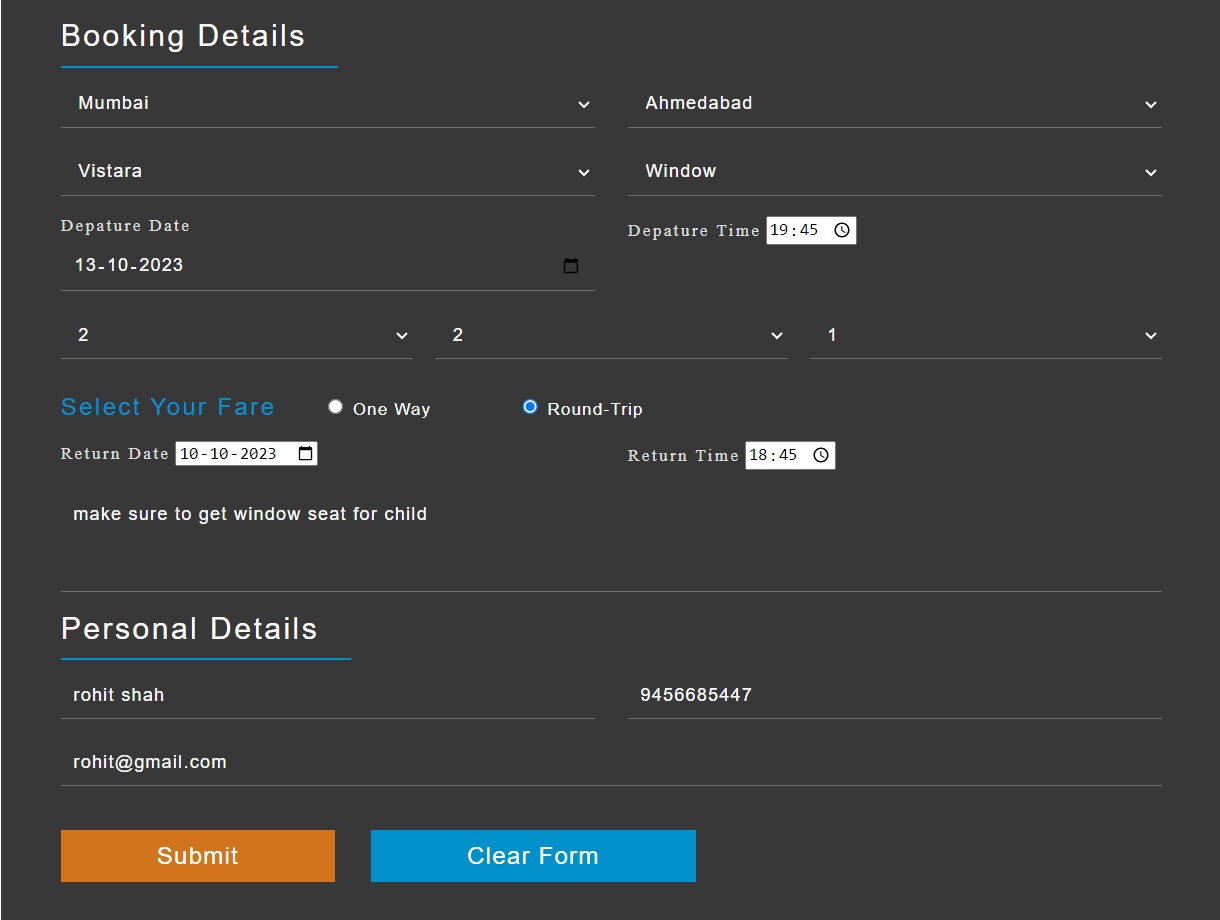 Booking Details
Mumbai Ahmedabad
Vistara Window
Depature Date
Depature Time 19:45
13-10-2023
2 2 1
Select Your Fare One Way Round-Trip
Return Date 10-10-2023 Return Time 18:45
make sure to get window seat for child
Personal Details
rohit shah 9456685447
rohit@gmail.com
Submit Clear Form